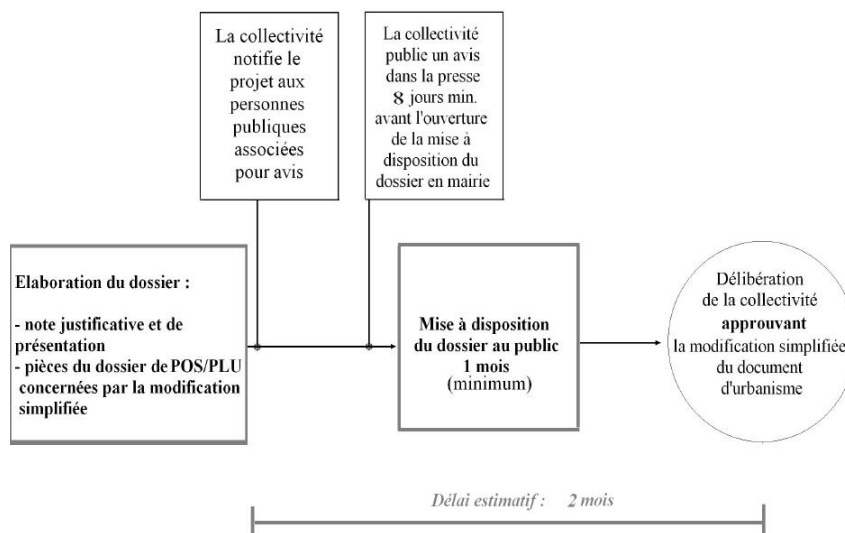 La collectivité
notifie le
projet aux
personnes
publiques
associées
pour avis
La collectivité
publie un avis
dans la presse
8 jours min.
avant l'ouverture
de la mise à
disposition du
dossier en mairie
Elaboration du dossier :
- note justificative et de
présentation
- pièces du dossier de POS/PLU
concernées par la modification
simplifiée
Mise à disposition
du dossier au public
1 mois
(minimum)
Délibération
de la collectivité
approuvant
la modification simplifiée
du document
d'urbanisme
Délai estimatif : 2 mois